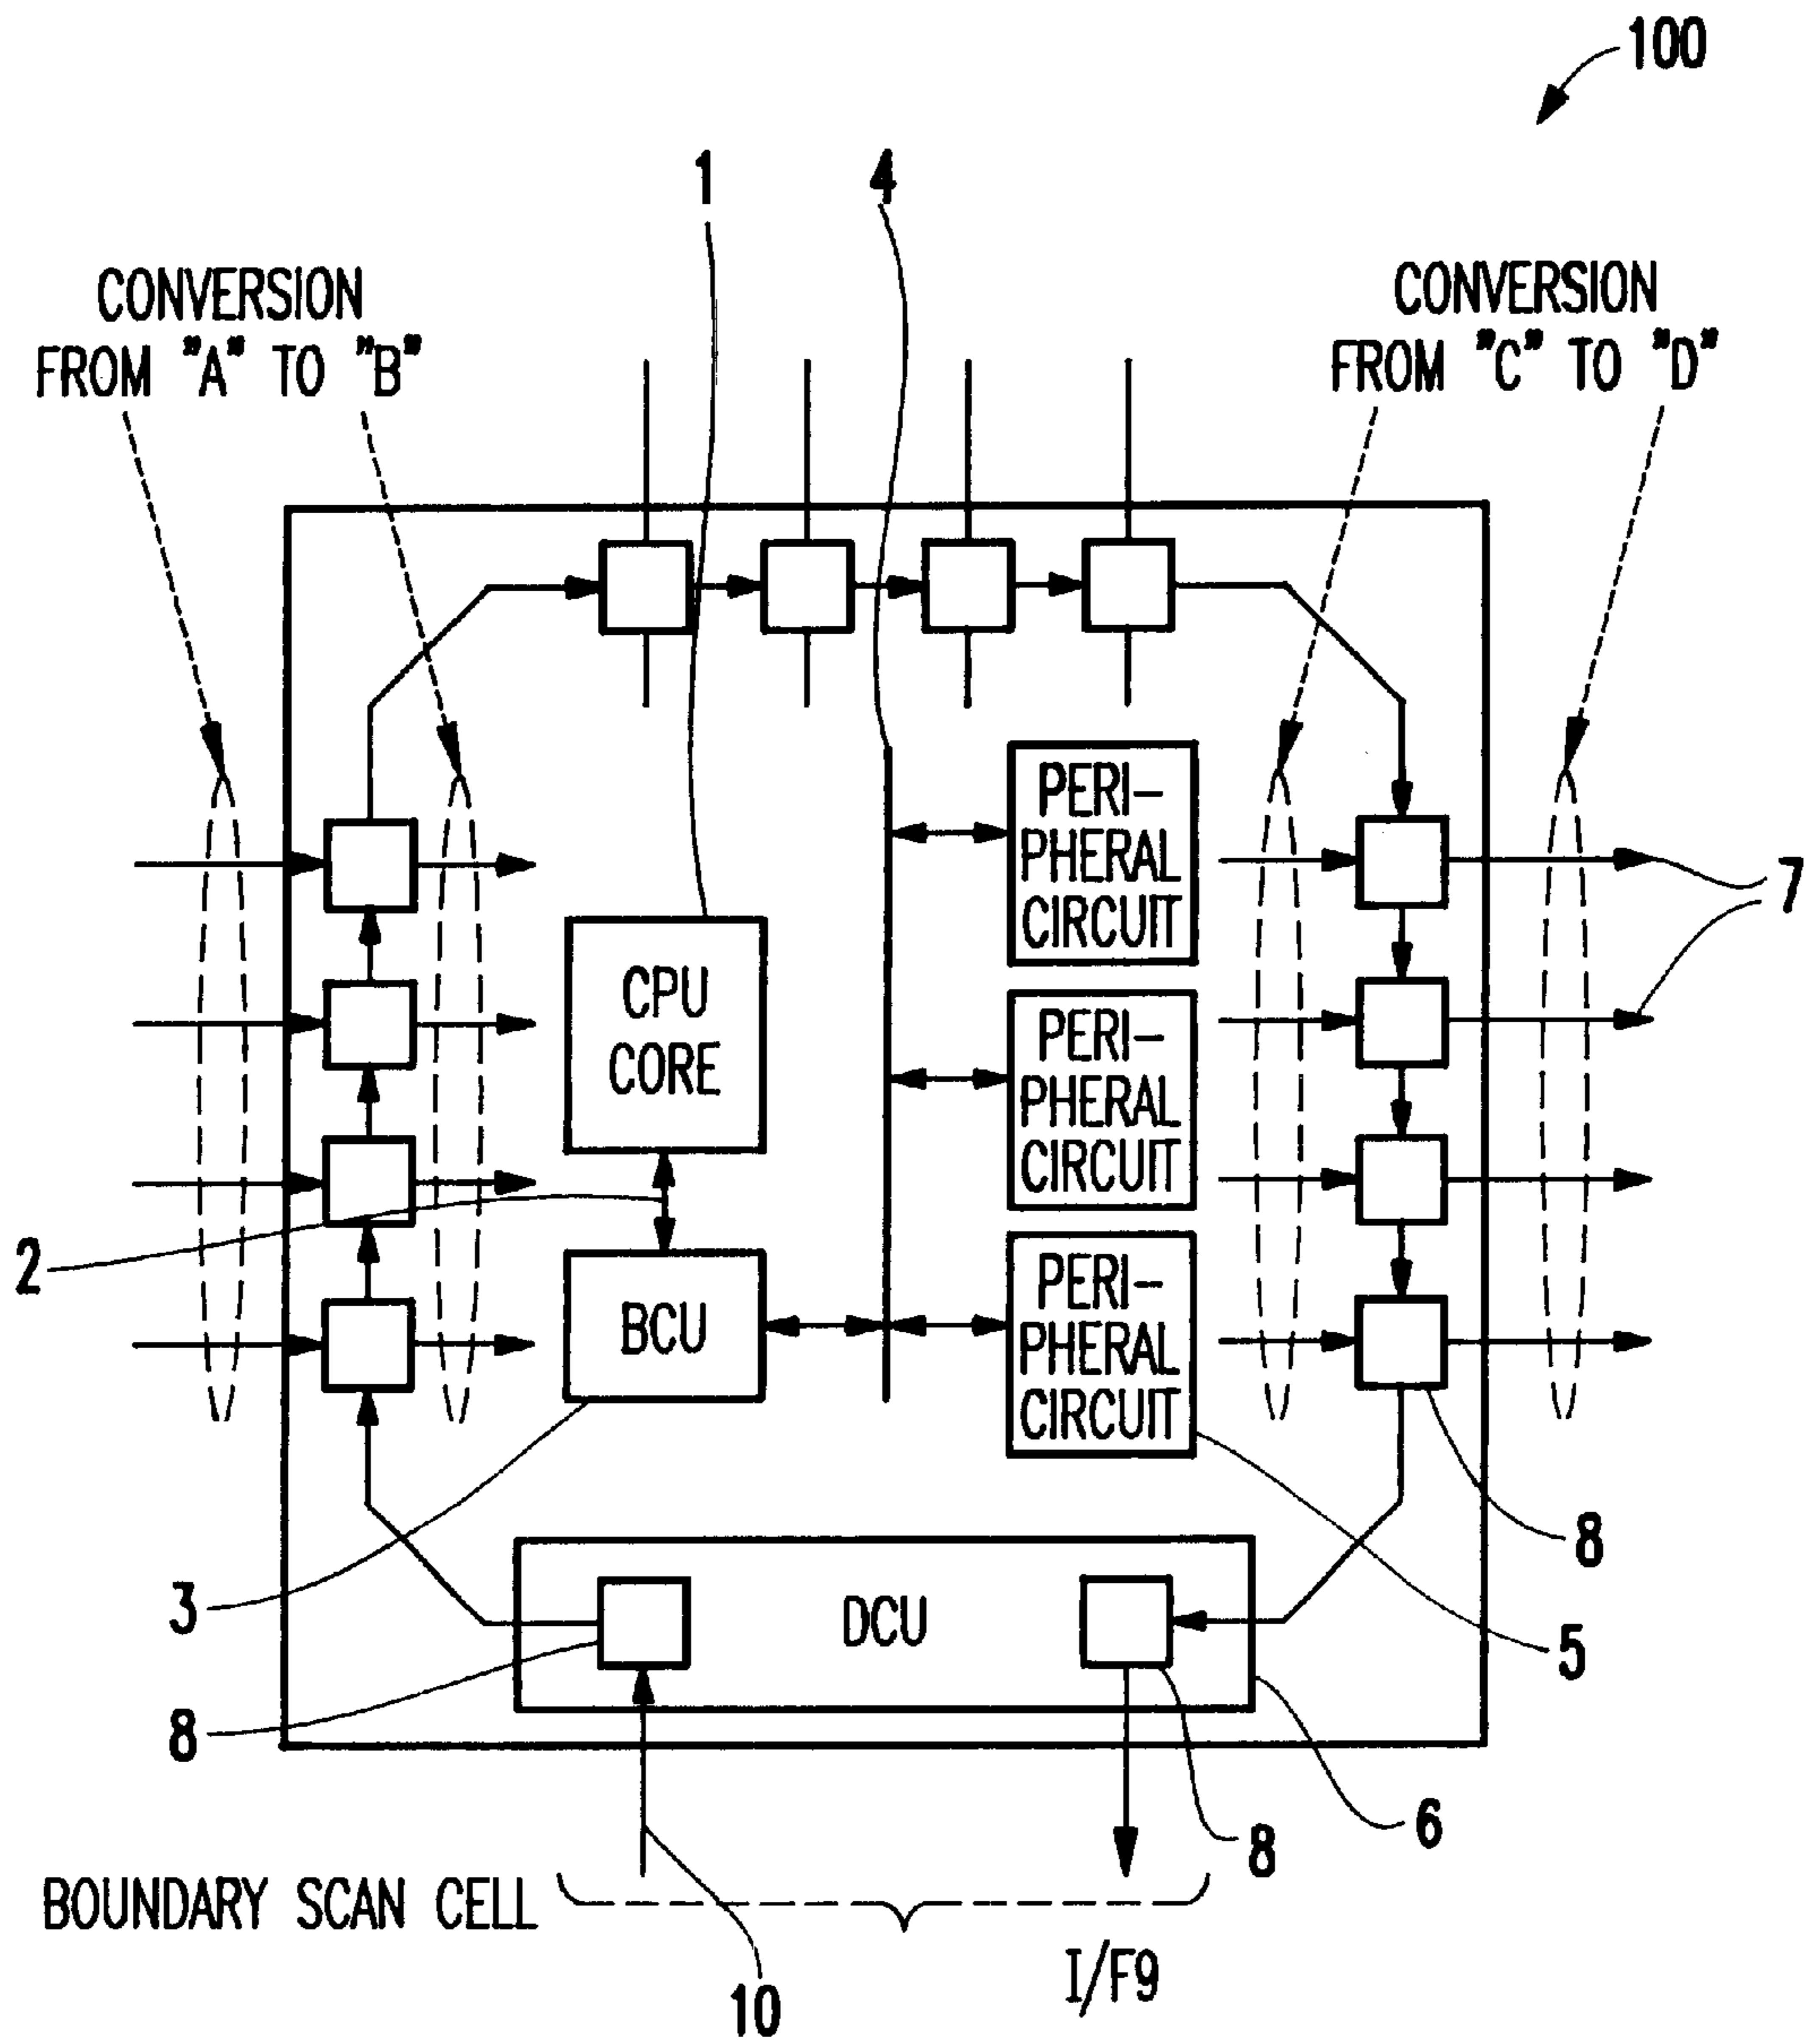 100
1
4
CONVERSION
FROM "A" TO "B"
CONVERSION
FROM "C" TO "D"
PERI-
PHERAL
CIRCUIT
7
CPU
CORE
PERI-
PHERAL
CIRCUIT
2
BCU
PERI-
PHERAL
CIRCUIT
8
3
DCU
5
8
6
8
BOUNDARY SCAN CELL
10
I/F9